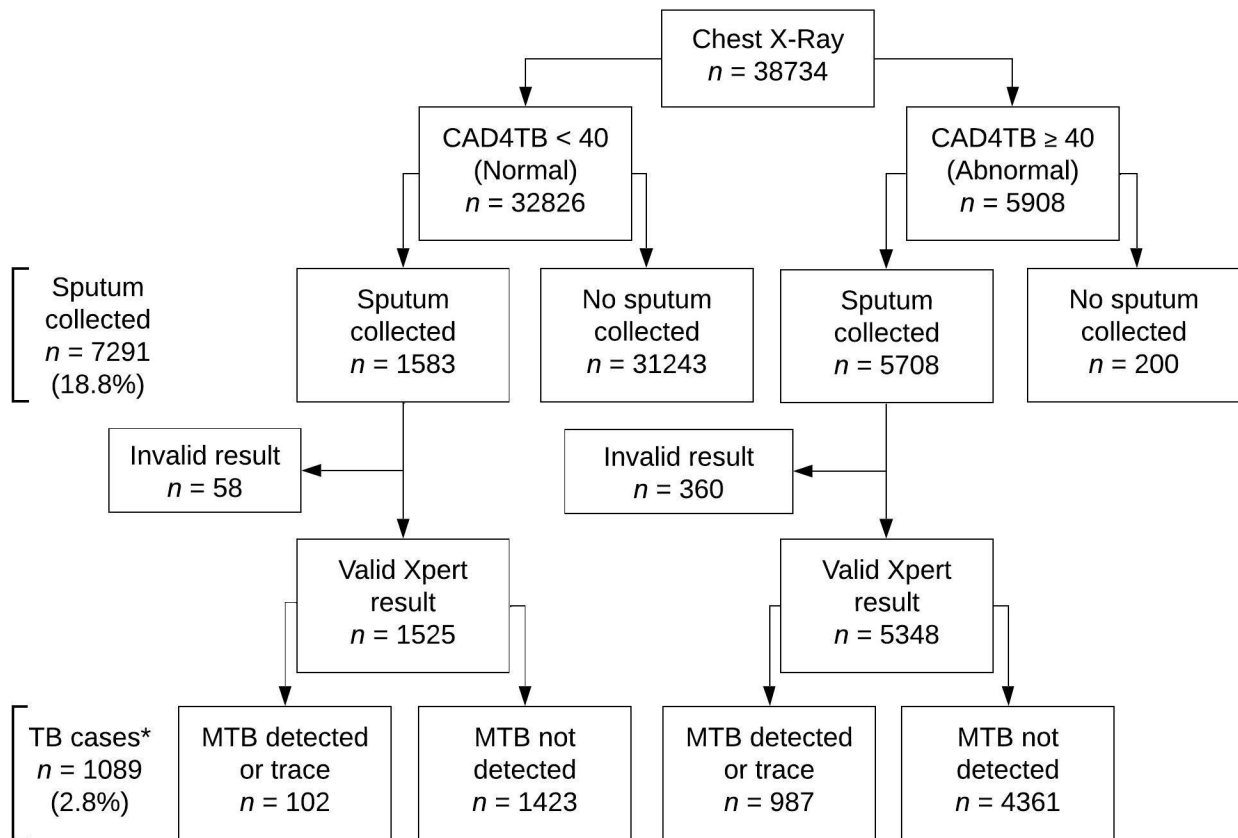 Chest X-Ray
n = 38734
CAD4TB < 40
(Normal)
n = 32826
CAD4TB ≥ 40
(Abnormal)
n = 5908
Sputum
collected
n = 7291
(18.8%)
Sputum
collected
n = 1583
No sputum
collected
n = 31243
Sputum
collected
n = 5708
No sputum
collected
n = 200
Invalid result
n = 58
Invalid result
n = 360
Valid Xpert
result
n = 1525
Valid Xpert
result
n = 5348
TB cases*
n = 1089
(2.8%)
MTB detected
or trace
n = 102
MTB not
detected
n = 1423
MTB detected
or trace
n = 987
MTB not
detected
n = 4361